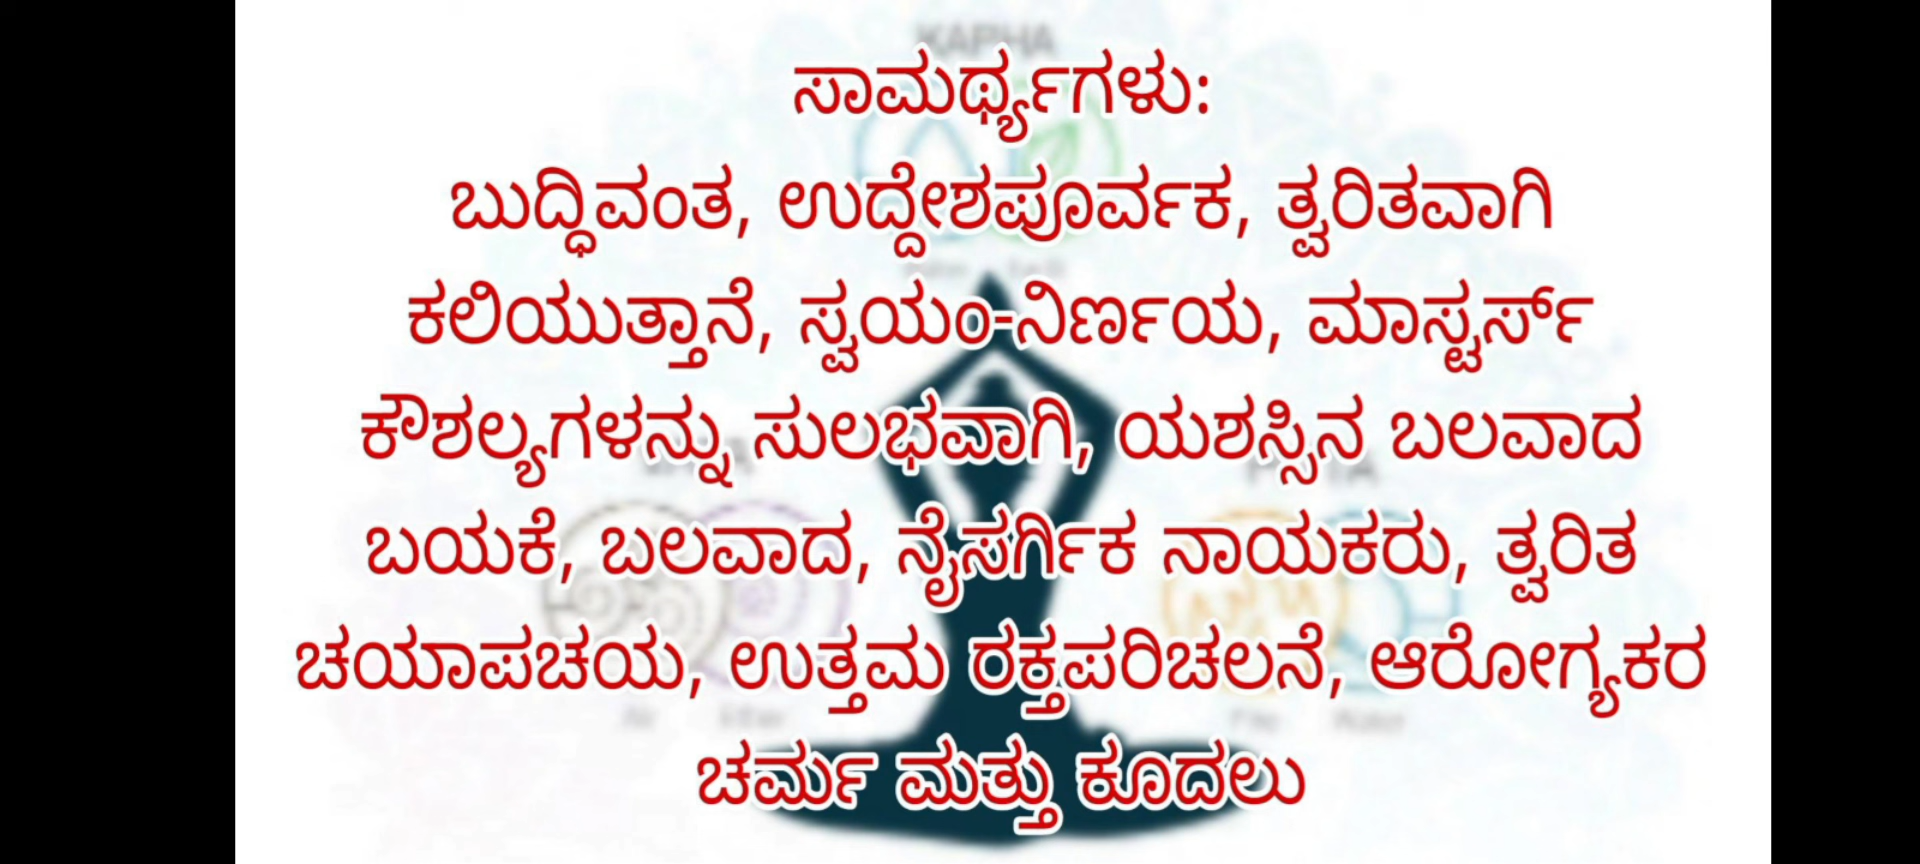 KAPHA
ಸಾಮರ್ಥ್ಯಗಳು:
ಬುದ್ಧಿವಂತ, ಉದ್ದೇಶಪೂರ್ವಕ, ತ್ವರಿತವಾಗಿ
ಕಲಿಯುತ್ತಾನೆ, ಸ್ವಯಂ-ನಿರ್ಣಯ, ಮಾಸ್ಟರ್ಸ್
ಕೌಶಲ್ಯಗಳನ್ನು ಸುಲಭವಾಗಿ, ಯಶಸ್ಸಿನ ಬಲವಾದ
ಬಯಕೆ, ಬಲವಾದ, ನೈಸರ್ಗಿಕ ನಾಯಕರು, ತ್ವರಿತ
ಚಯಾಪಚಯ, ಉತ್ತಮ ರಕ್ತಪರಿಚಲನೆ, ಆರೋಗ್ಯಕರ
ಚರ್ಮ ಮತ್ತು ಕೂದಲು